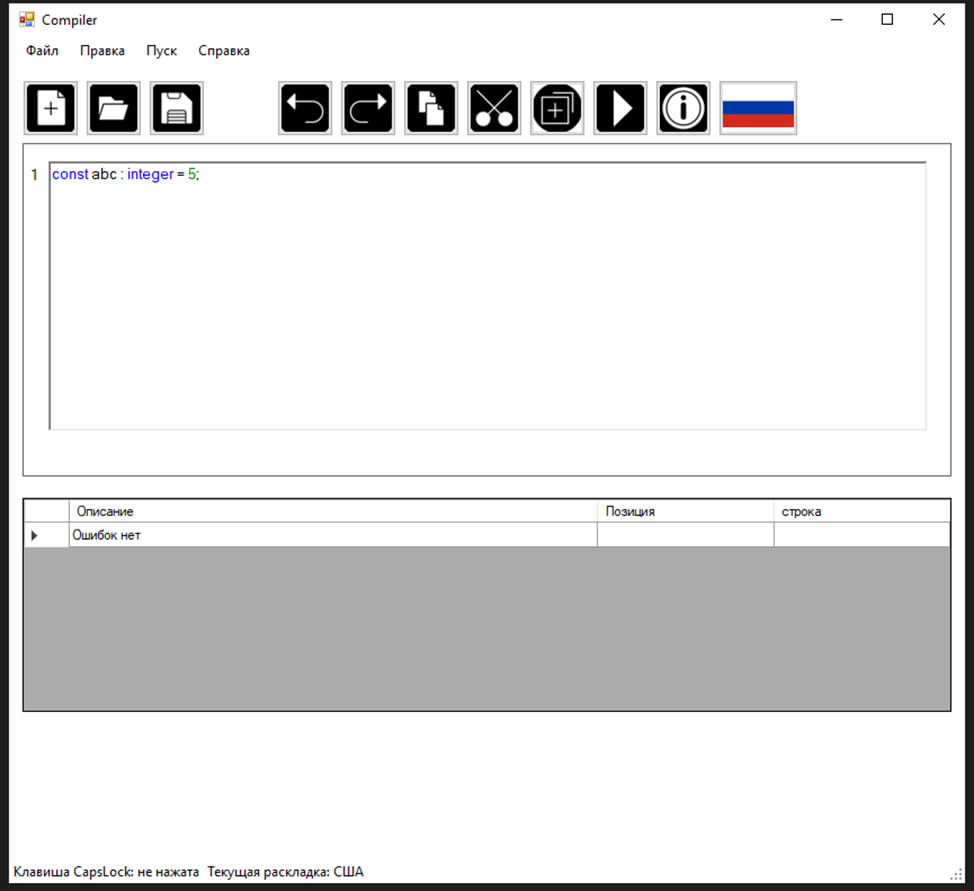 Compiler
Файл Правка Пуск Справка
1 const abc : integer = 5;
Описание Позиция строка
Ошибок нет
Клавиша CapsLock: не нажата Текущая раскладка: США